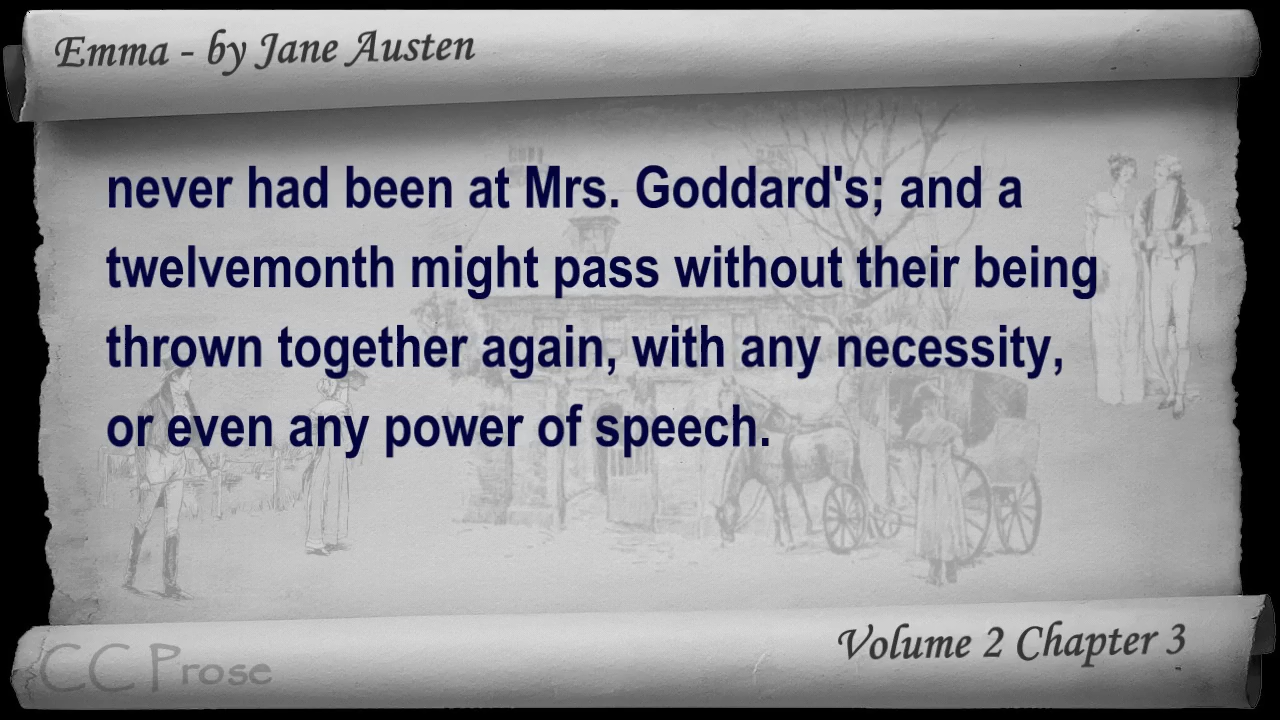 Emma - by Jane Austen
never had been at Mrs. Goddard's; and a
twelvemonth might pass without their being
thrown together again, with any necessity,
or even any power of speech.
Volume 2 Chapter 3
CC Prose